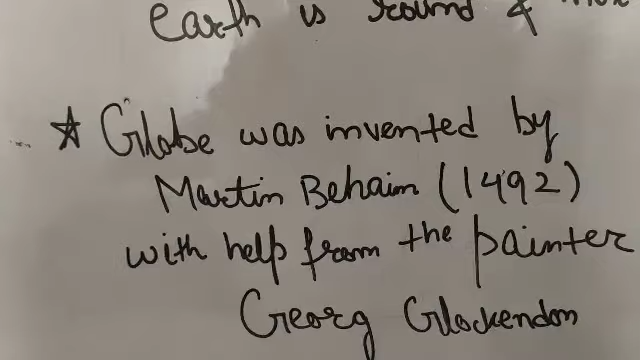 Earth is round &
☆ Globe was invented by
Martin Behaim (1492)
with help from the painter
Georg Glockendon